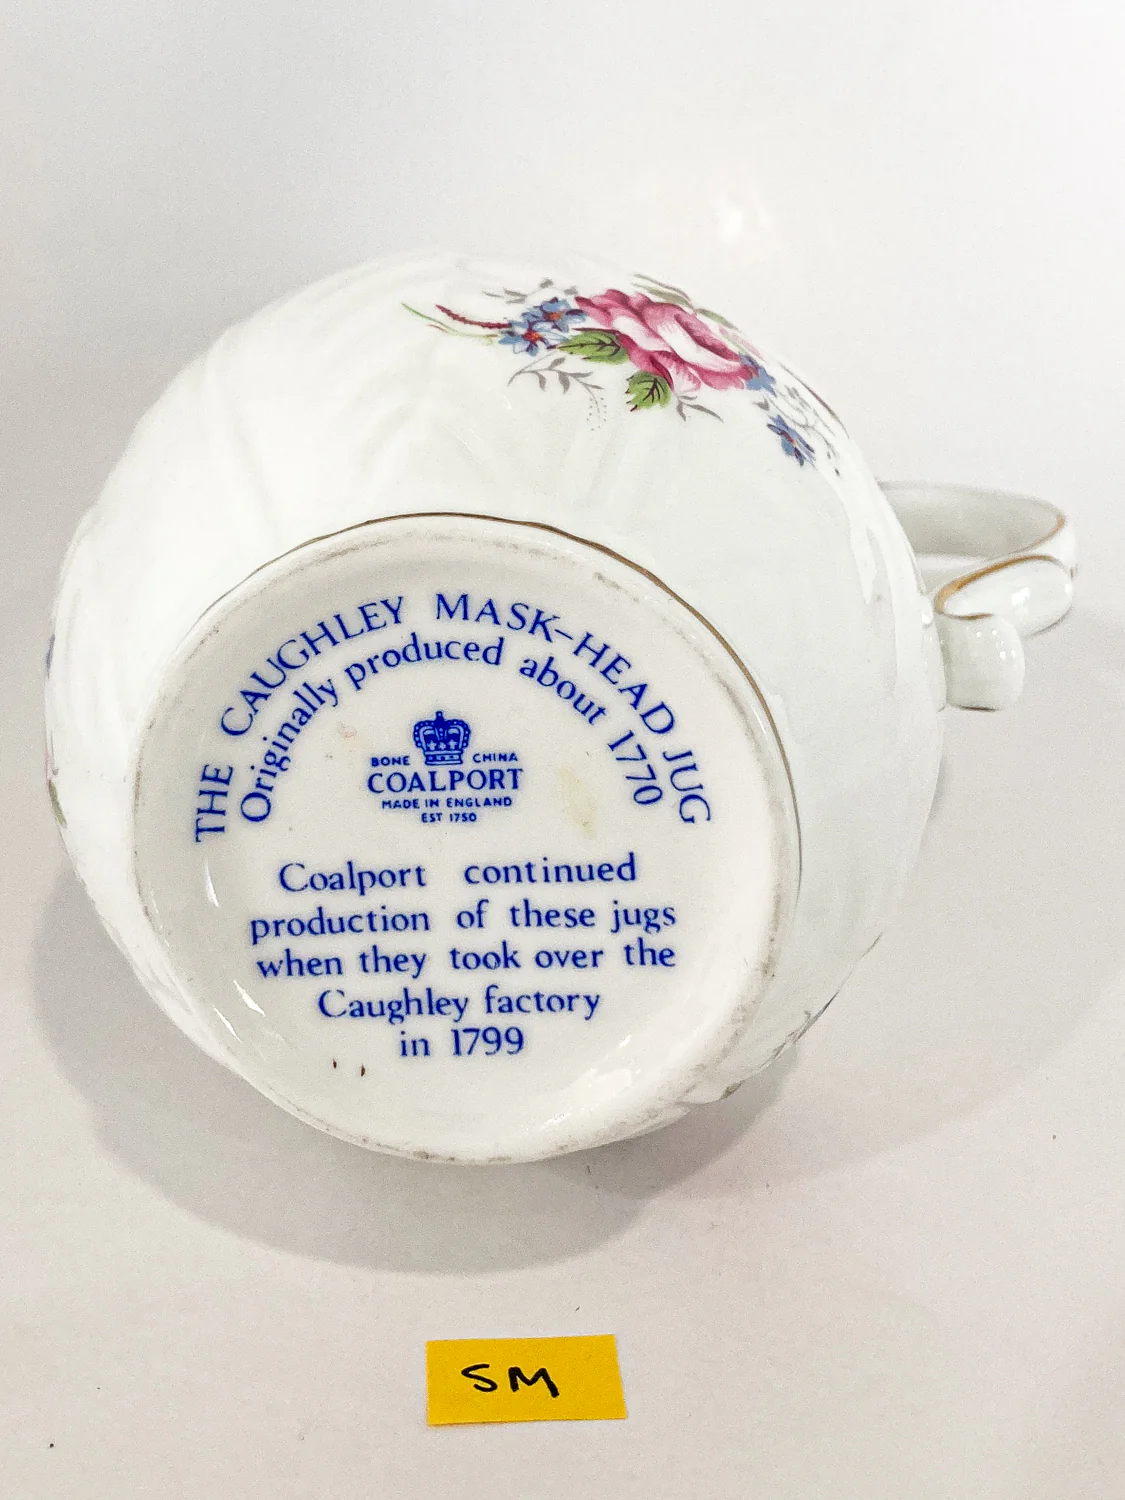 THE CAUGHLEY MASK-HEAD JUG
Originally produced about 1770
BONE CHINA
COALPORT
MADE IN ENGLAND
EST 1750
Coalport continued
production of these jugs
when they took over the
Caughley factory
in 1799
SM